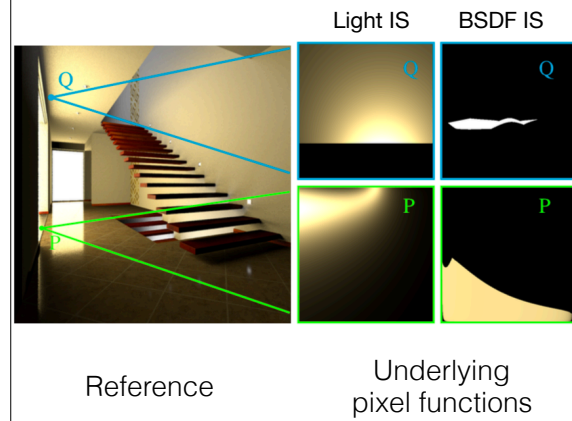 Light IS
BSDF IS
Q
Q
Q
P
P
P
Reference
Underlying
pixel functions